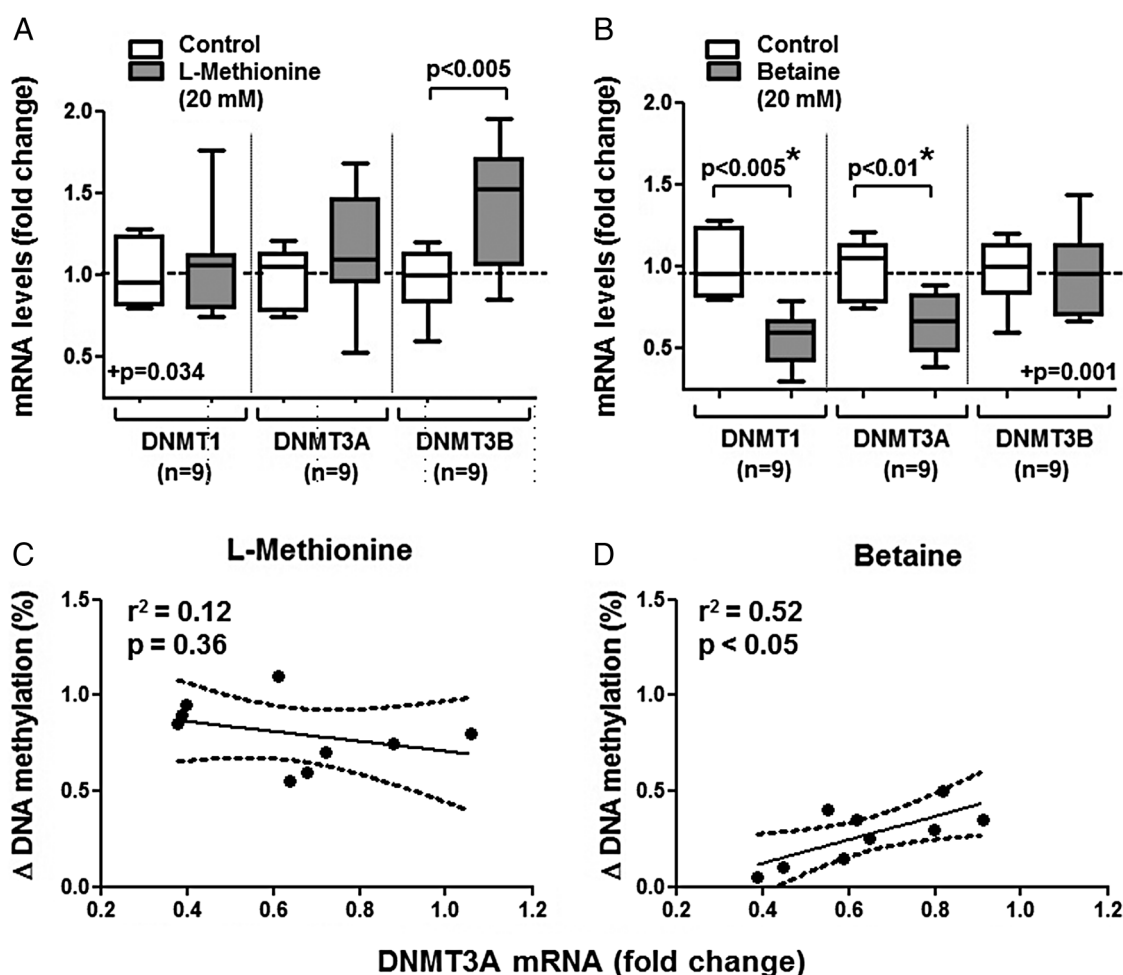 A
Control
L-Methionine
(20 mM)
p<0.005
mRNA levels (fold change)
2.0
1.5
1.0
0.5
+p=0.034
DNMT1
(n=9)
DNMT3A
(n=9)
DNMT3B
(n=9)
B
Control
Betaine
(20 mM)
p<0.005*
p<0.01*
mRNA levels (fold change)
2.0
1.5
1.0
0.5
+p=0.001
DNMT1
(n=9)
DNMT3A
(n=9)
DNMT3B
(n=9)
C
L-Methionine
r² = 0.12
p = 0.36
Δ DNA methylation (%)
1.5
1.0
0.5
0.0
0.2 0.4 0.6 0.8 1.0 1.2
D
Betaine
r² = 0.52
p < 0.05
Δ DNA methylation (%)
1.5
1.0
0.5
0.0
0.2 0.4 0.6 0.8 1.0 1.2
DNMT3A mRNA (fold change)